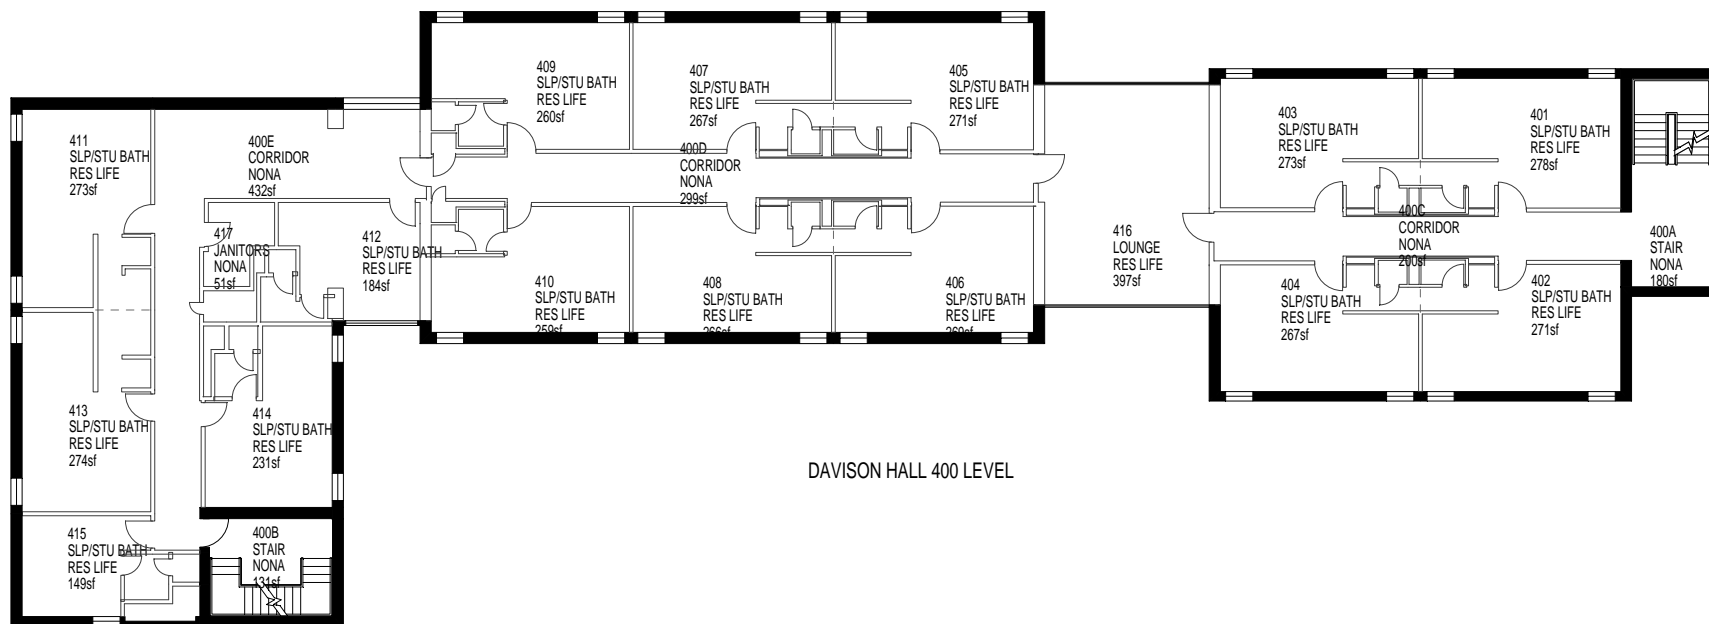 409
SLP/STU BATH
RES LIFE
260sf
407
SLP/STU BATH
RES LIFE
267sf
405
SLP/STU BATH
RES LIFE
271sf
403
SLP/STU BATH
RES LIFE
273sf
401
SLP/STU BATH
RES LIFE
278sf
411
SLP/STU BATH
RES LIFE
273sf
400E
CORRIDOR
NONA
432sf
400D
CORRIDOR
NONA
299sf
417
JANITORS
NONA
51sf
412
SLP/STU BATH
RES LIFE
184sf
416
LOUNGE
RES LIFE
397sf
400C
CORRIDOR
NONA
200sf
400A
STAIR
NONA
180sf
410
SLP/STU BATH
RES LIFE
259sf
408
SLP/STU BATH
RES LIFE
266sf
406
SLP/STU BATH
RES LIFE
269sf
404
SLP/STU BATH
RES LIFE
267sf
402
SLP/STU BATH
RES LIFE
271sf
413
SLP/STU BATH
RES LIFE
274sf
414
SLP/STU BATH
RES LIFE
231sf
DAVISON HALL 400 LEVEL
415
SLP/STU BATH
RES LIFE
149sf
400B
STAIR
NONA
131sf